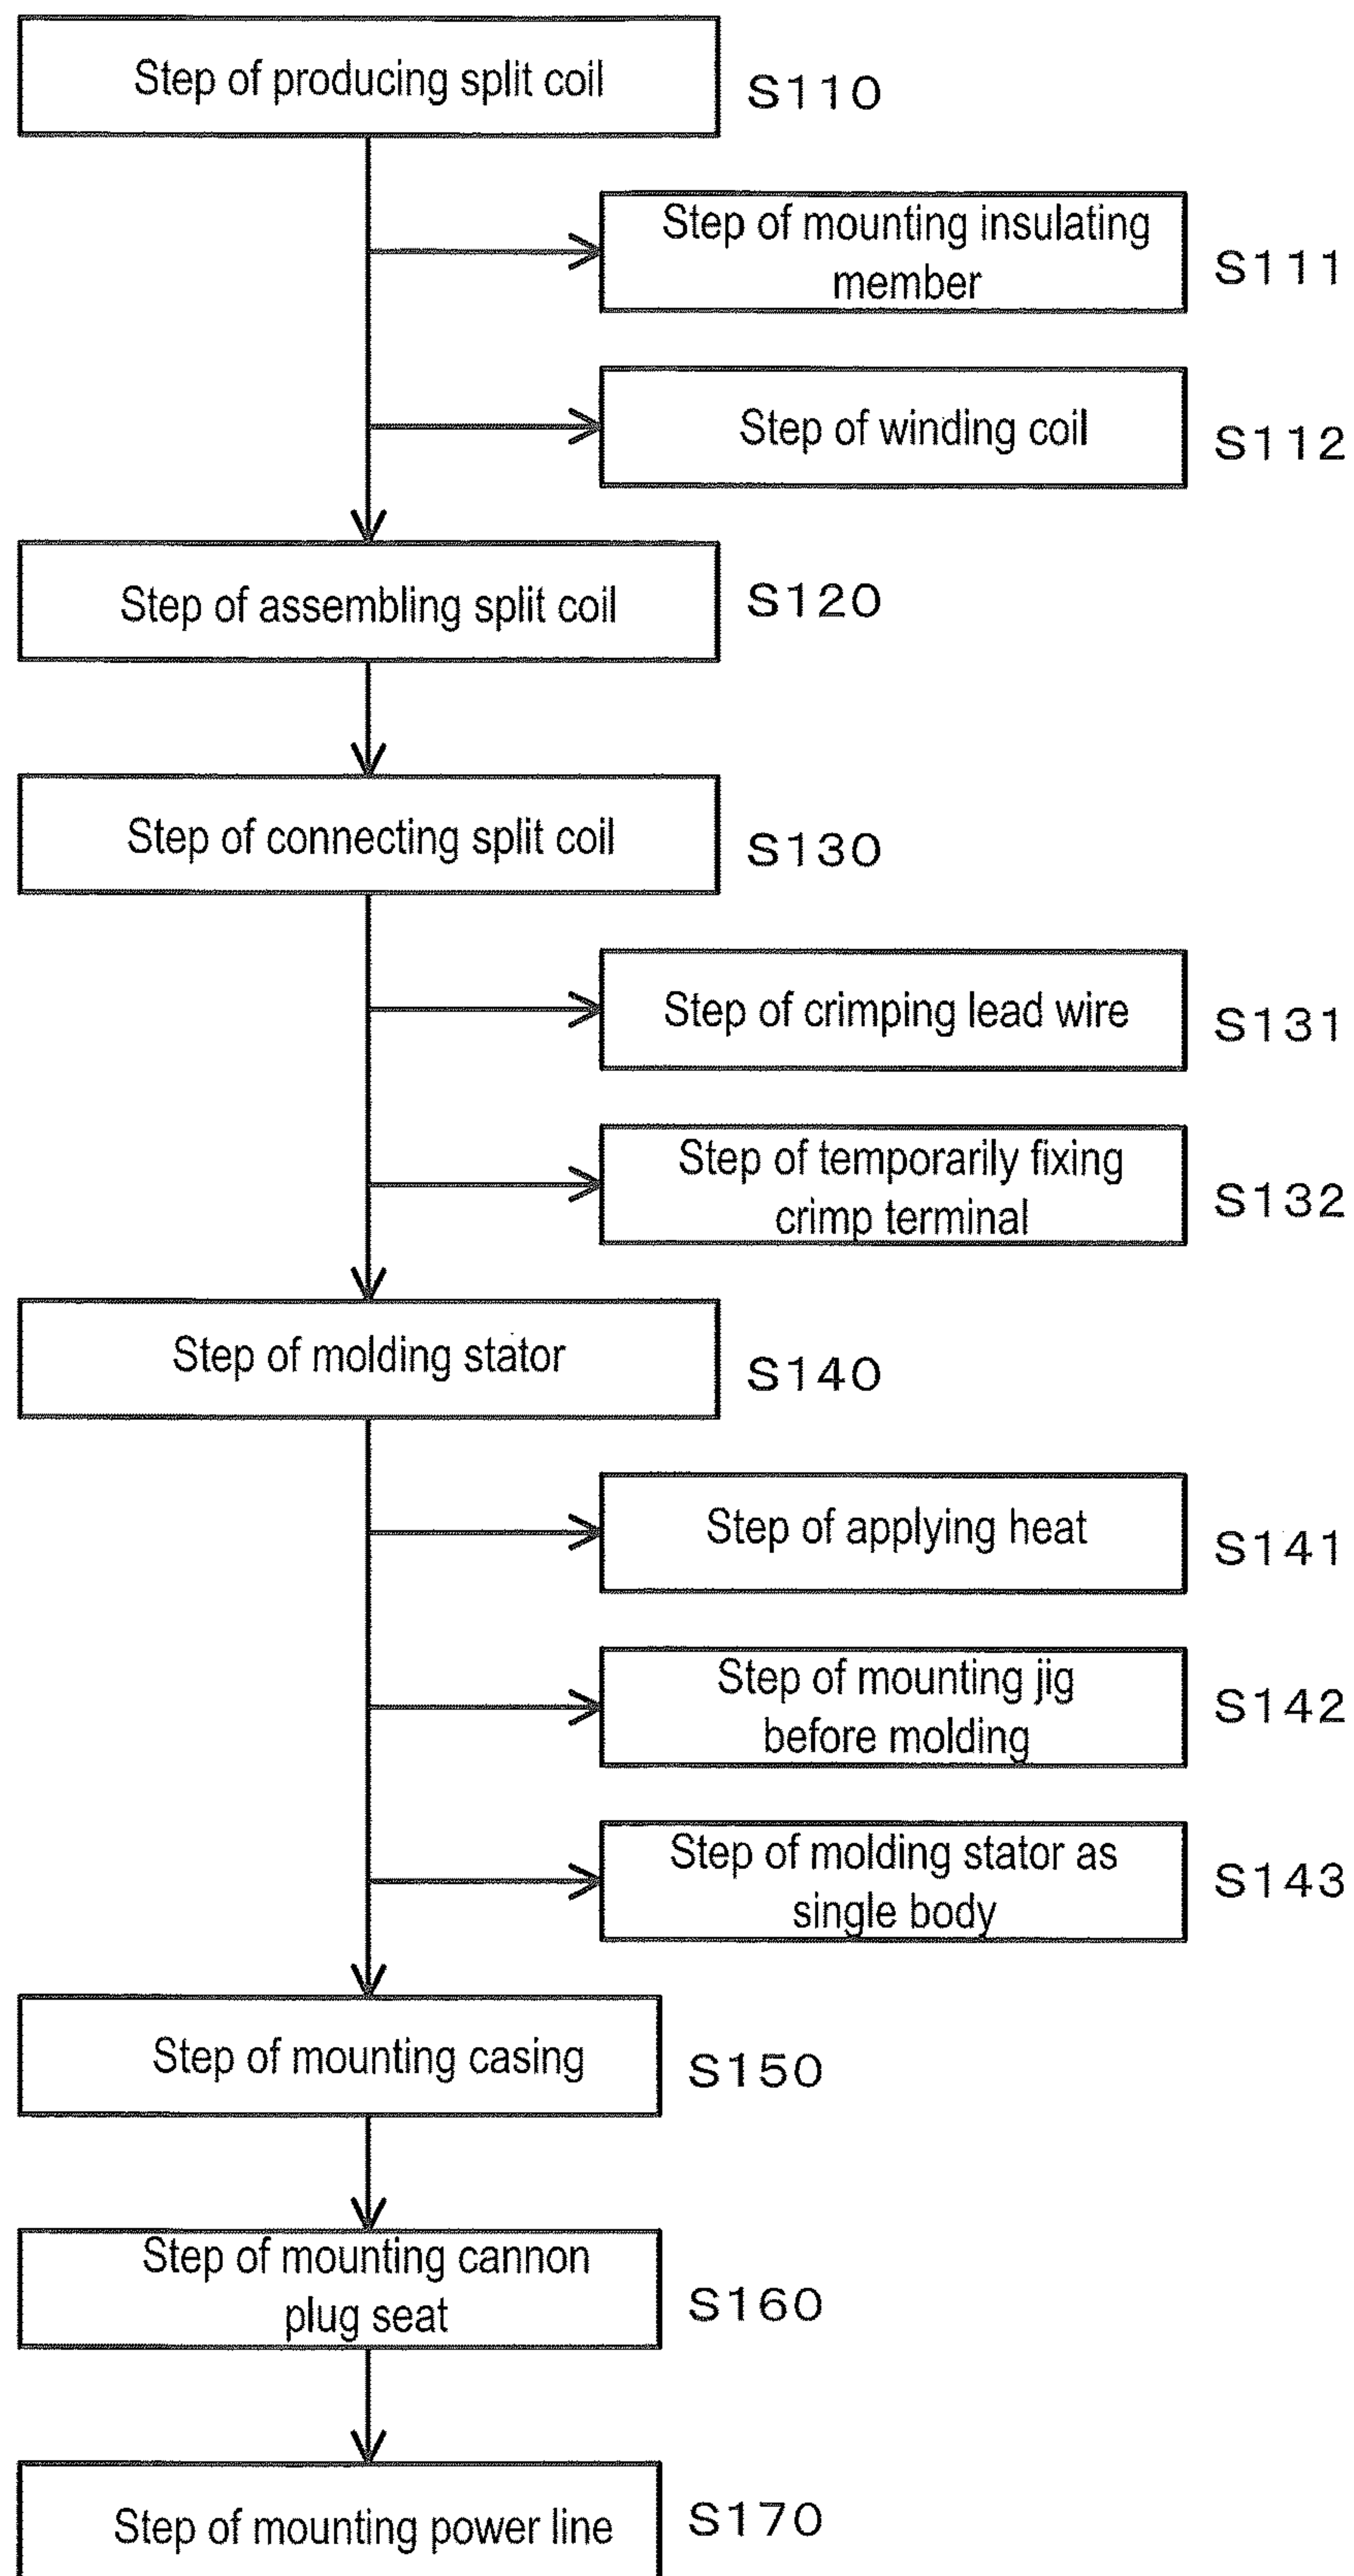 Step of producing split coil
S110
Step of mounting insulating
member
S111
Step of winding coil
S112
Step of assembling split coil
S120
Step of connecting split coil
S130
Step of crimping lead wire
S131
Step of temporarily fixing
crimp terminal
S132
Step of molding stator
S140
Step of applying heat
S141
Step of mounting jig
before molding
S142
Step of molding stator as
single body
S143
Step of mounting casing
S150
Step of mounting cannon
plug seat
S160
Step of mounting power line
S170